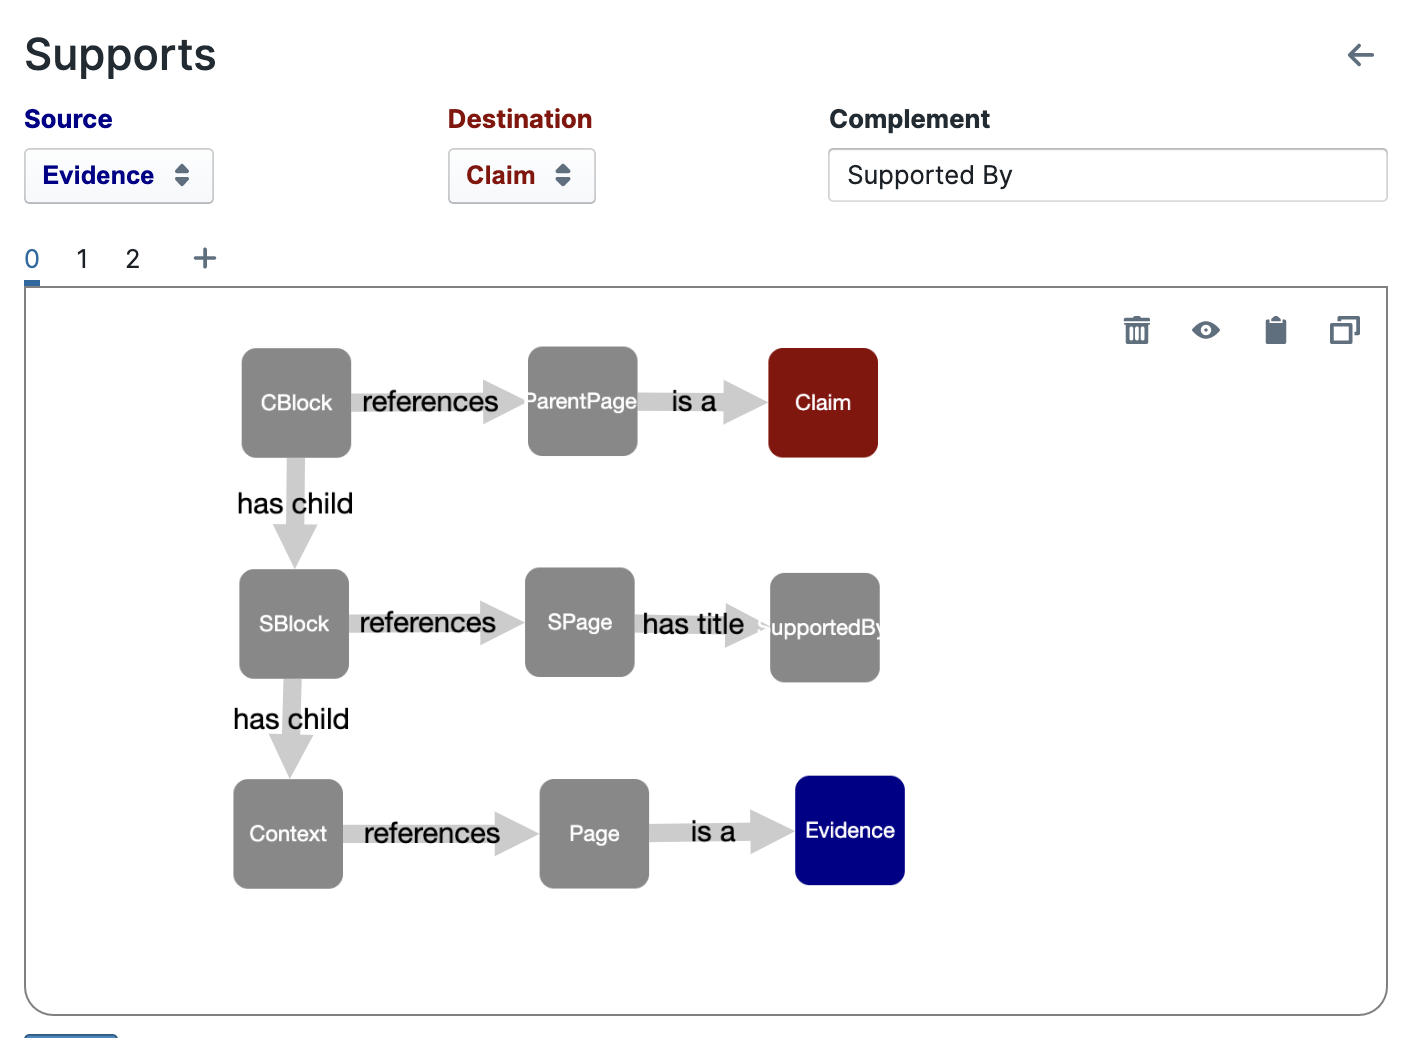 Supports
Source
Destination
Complement
Evidence
Claim
Supported By
0 1 2 +
CBlock references ParentPage is a Claim
has child
SBlock references SPage has title SupportedBy
has child
Context references Page is a Evidence